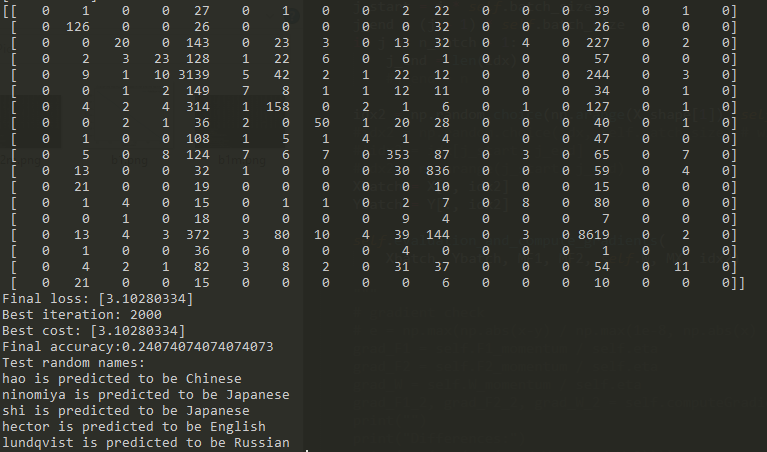 [[ 0 1 0 0 27 0 1 0 0 2 22 0 0 0 39 0 1 0]
[ 0 126 0 0 26 0 0 0 0 0 32 0 0 0 26 0 0 0]
[ 0 0 20 0 143 0 23 3 0 13 32 0 4 0 227 0 2 0]
[ 0 2 3 23 128 1 22 6 0 6 1 0 0 0 57 0 0 0]
[ 0 9 1 10 3139 5 42 2 1 22 12 0 0 0 244 0 3 0]
[ 0 0 1 2 149 7 8 1 1 12 11 0 0 0 34 0 1 0]
[ 0 4 2 4 314 1 158 0 2 1 6 0 1 0 127 0 1 0]
[ 0 0 2 1 36 2 0 50 1 20 28 0 0 0 40 0 1 0]
[ 0 1 0 0 108 1 5 1 4 1 4 0 0 0 47 0 0 0]
[ 0 5 0 8 124 7 6 7 0 353 87 0 3 0 65 0 7 0]
[ 0 13 0 0 32 1 0 0 0 30 836 0 0 0 59 0 4 0]
[ 0 21 0 0 19 0 0 0 0 0 10 0 0 0 15 0 0 0]
[ 0 1 4 0 15 0 1 1 0 2 7 0 8 0 80 0 0 0]
[ 0 0 1 0 18 0 0 0 0 9 4 0 0 0 7 0 0 0]
[ 0 13 4 3 372 3 80 10 4 39 144 0 3 0 8619 0 2 0]
[ 0 1 0 0 36 0 0 0 0 4 0 0 0 0 1 0 0 0]
[ 0 4 2 1 82 3 8 2 0 31 37 0 0 0 54 0 11 0]
[ 0 21 0 0 15 0 0 0 0 0 6 0 0 0 10 0 0 0]]
Final loss: [3.10280334]
Best iteration: 2000
Best cost: [3.10280334]
Final accuracy:0.24074074074074073
Test random names:
hao is predicted to be Chinese
ninomiya is predicted to be Japanese
shi is predicted to be Japanese
hector is predicted to be English
lundqvist is predicted to be Russian